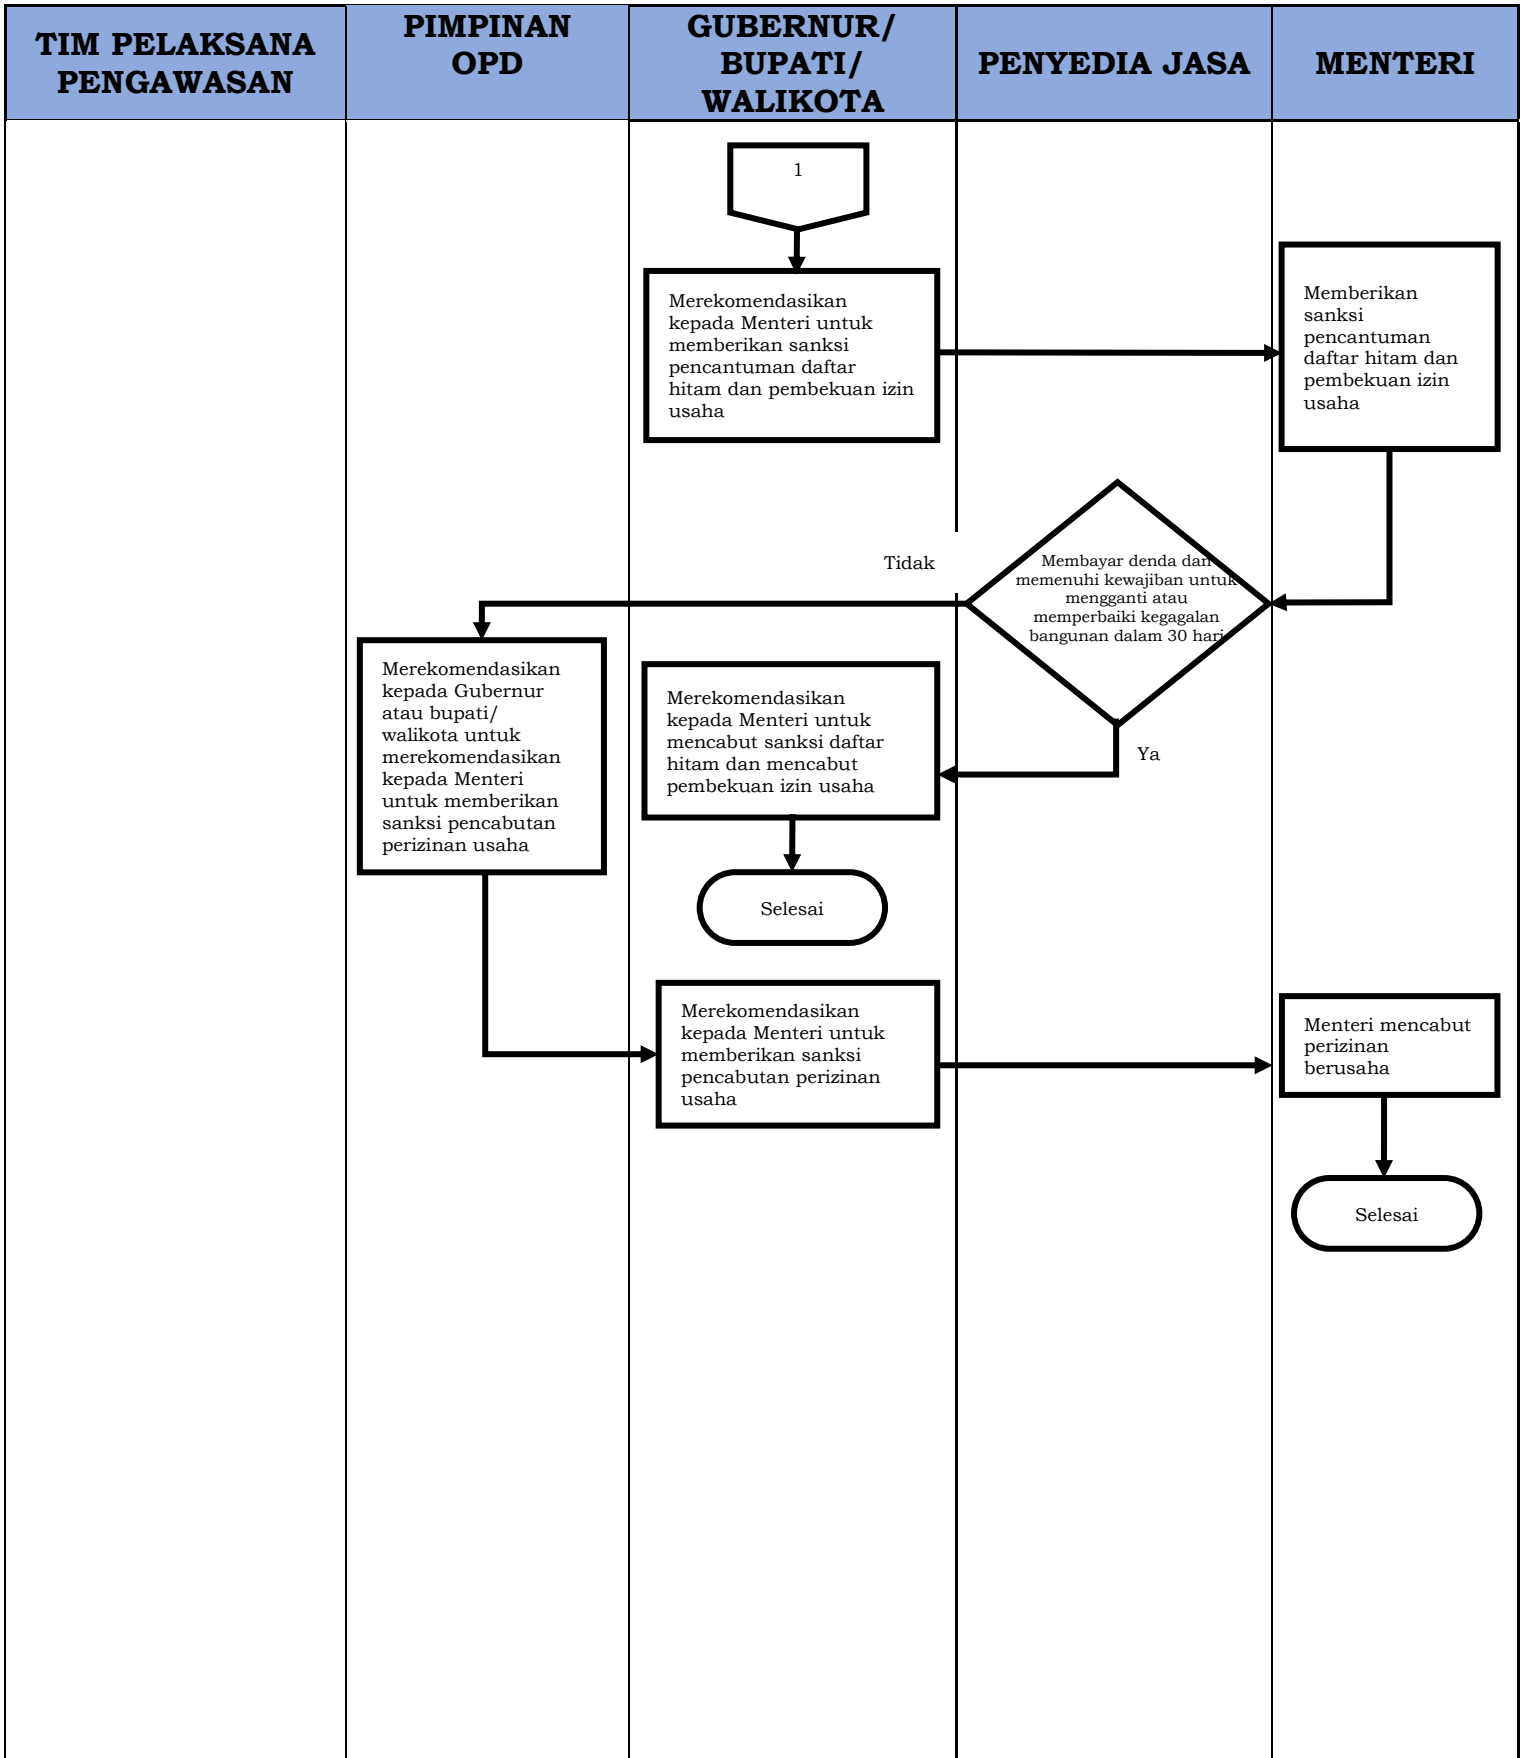 TIM PELAKSANA
PENGAWASAN
PIMPINAN
OPD
GUBERNUR/
BUPATI/
WALIKOTA
PENYEDIA JASA
MENTERI
1
Merekomendasikan
kepada Menteri untuk
memberikan sanksi
pencantuman daftar
hitam dan pembekuan izin
usaha
Memberikan
sanksi
pencantuman
daftar hitam dan
pembekuan izin
usaha
Tidak
Membayar denda dan
memenuhi kewajiban untuk
mengganti atau
memperbaiki kegagalan
bangunan dalam 30 hari
Merekomendasikan
kepada Gubernur
atau bupati/
walikota untuk
merekomendasikan
kepada Menteri
untuk memberikan
sanksi pencabutan
perizinan usaha
Merekomendasikan
kepada Menteri untuk
mencabut sanksi daftar
hitam dan mencabut
pembekuan izin usaha
Ya
Selesai
Merekomendasikan
kepada Menteri untuk
memberikan sanksi
pencabutan perizinan
usaha
Menteri mencabut
perizinan
berusaha
Selesai